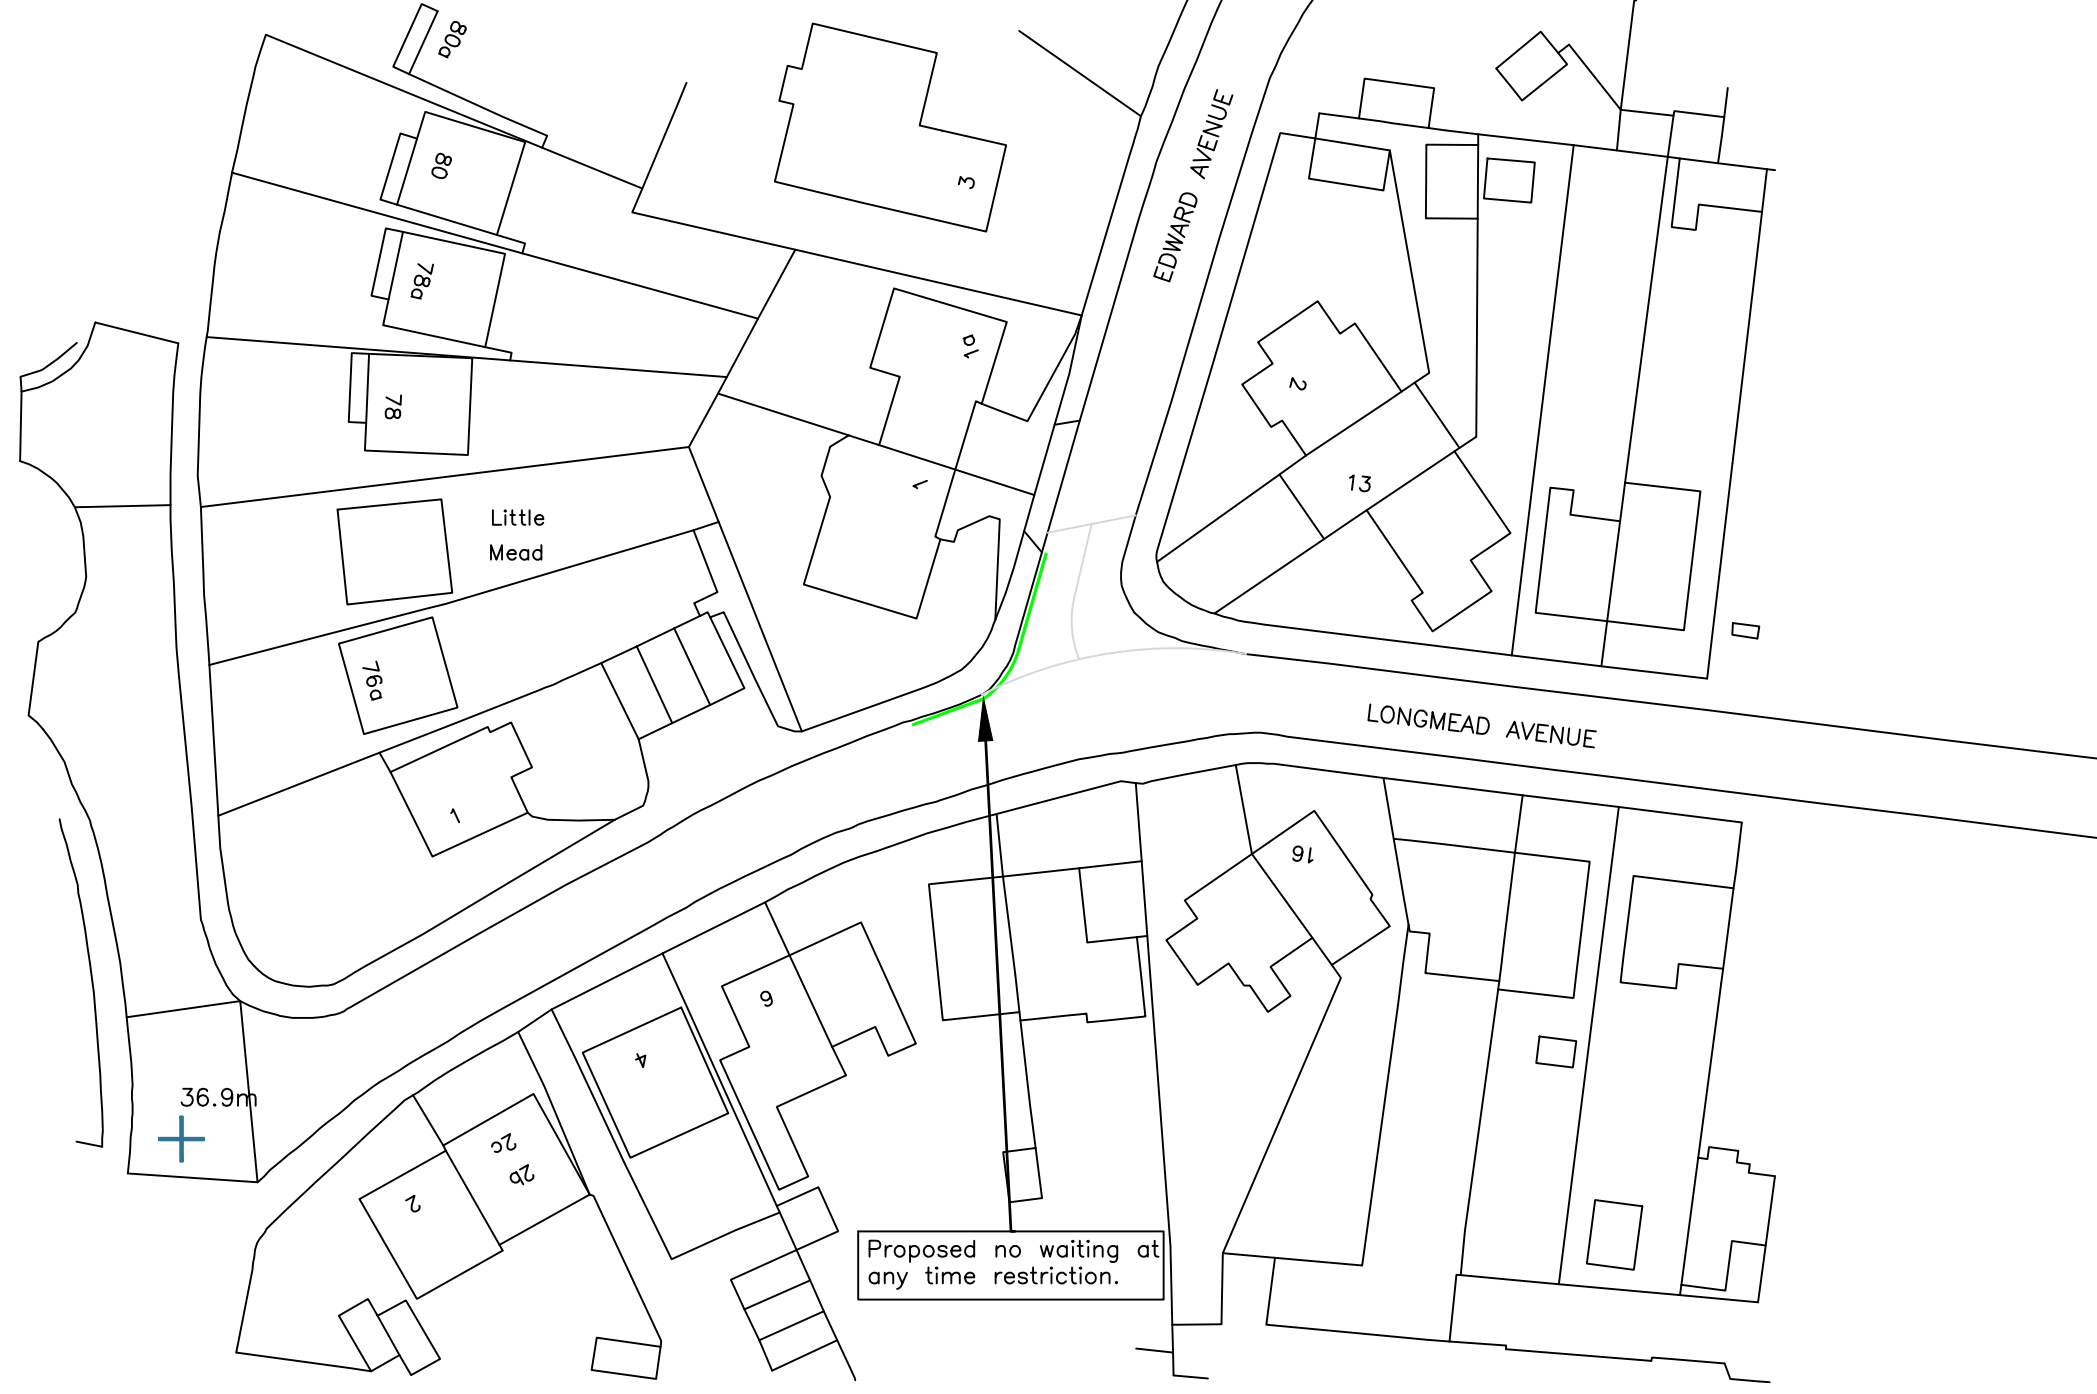 80a
80
3
EDWARD AVENUE
78a
1a
2
78
1
13
Little
Mead
76a
LONGMEAD AVENUE
1
16
6
4
36.9m
2c
2b
2
Proposed no waiting at
any time restriction.